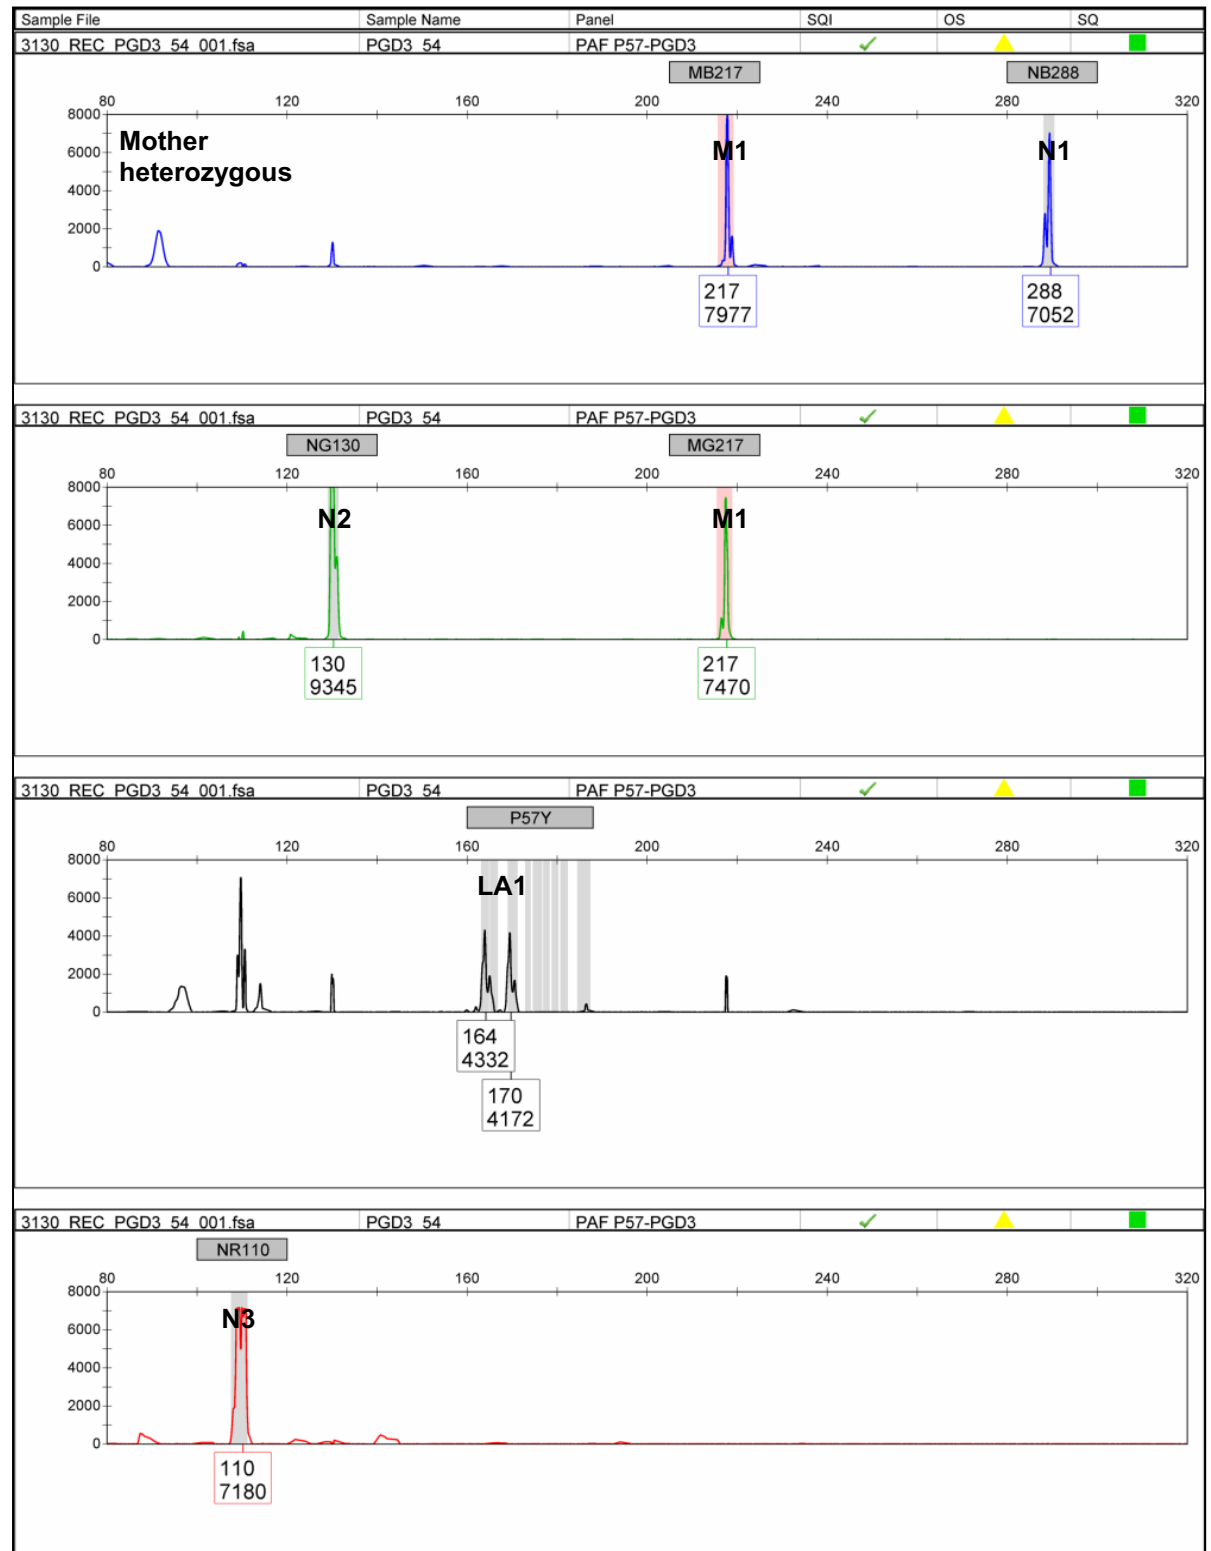 Sample File Sample Name Panel SQI OS SQ
3130_REC_PGD3_54_001.fsa PGD3_54 PAF P57-PGD3
MB217 NB288
80 120 160 200 240 280 320
8000
6000
4000
2000
0
Mother
heterozygous
M1 N1
217
7977
288
7052
3130_REC_PGD3_54_001.fsa PGD3_54 PAF P57-PGD3
NG130 MG217
80 120 160 200 240 280 320
8000
6000
4000
2000
0
N2 M1
130
9345
217
7470
3130_REC_PGD3_54_001.fsa PGD3_54 PAF P57-PGD3
P57Y
80 120 160 200 240 280 320
8000
6000
4000
2000
0
LA1
164
4332
170
4172
3130_REC_PGD3_54_001.fsa PGD3_54 PAF P57-PGD3
NR110
80 120 160 200 240 280 320
8000
6000
4000
2000
0
N3
110
7180